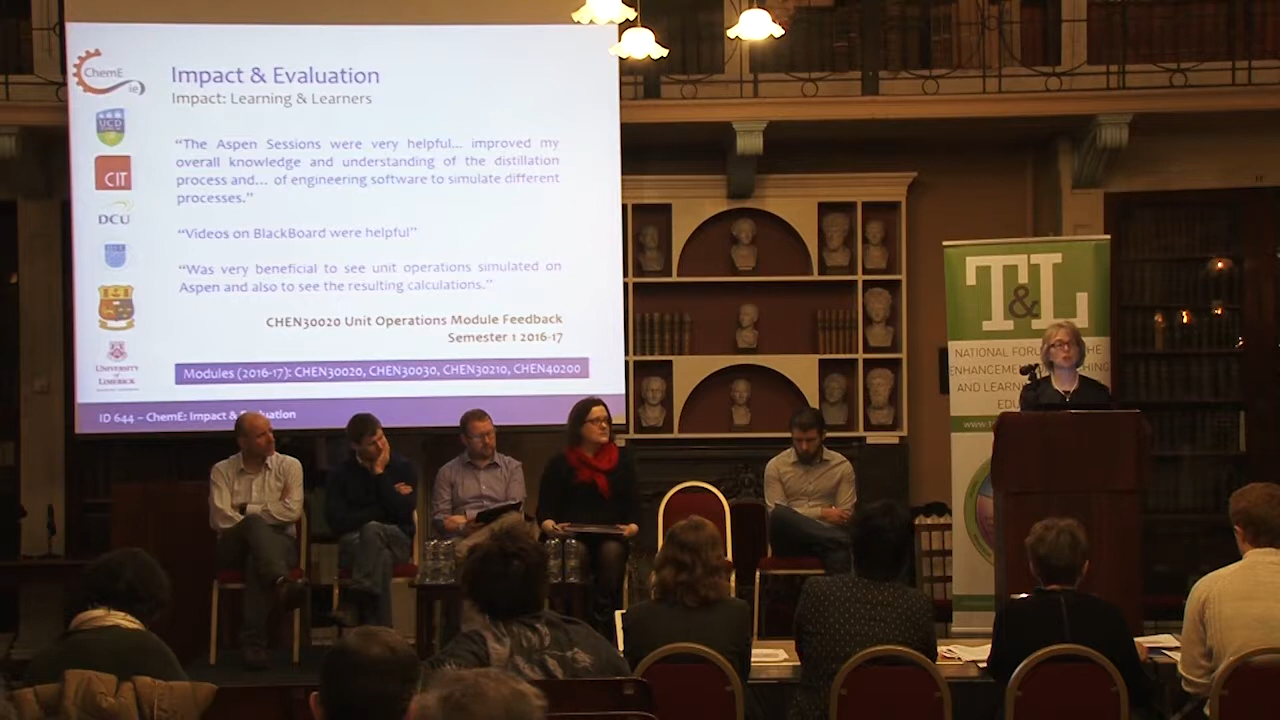 ChemE
ie
UCD
CIT
DCU
UNIVERSITY
of
LIMERICK
Impact & Evaluation
Impact: Learning & Learners
“The Aspen Sessions were very helpful... improved my
overall knowledge and understanding of the distillation
process and... of engineering software to simulate different
processes.”
“Videos on BlackBoard were helpful”
“Was very beneficial to see unit operations simulated on
Aspen and also to see the resulting calculations.”
CHEN30020 Unit Operations Module Feedback
Semester 1 2016-17
Modules (2016-17): CHEN30020, CHEN30030, CHEN30210, CHEN40200
ID 644 – ChemE: Impact & Evaluation
T&L
NATIONAL HE
AND
www.